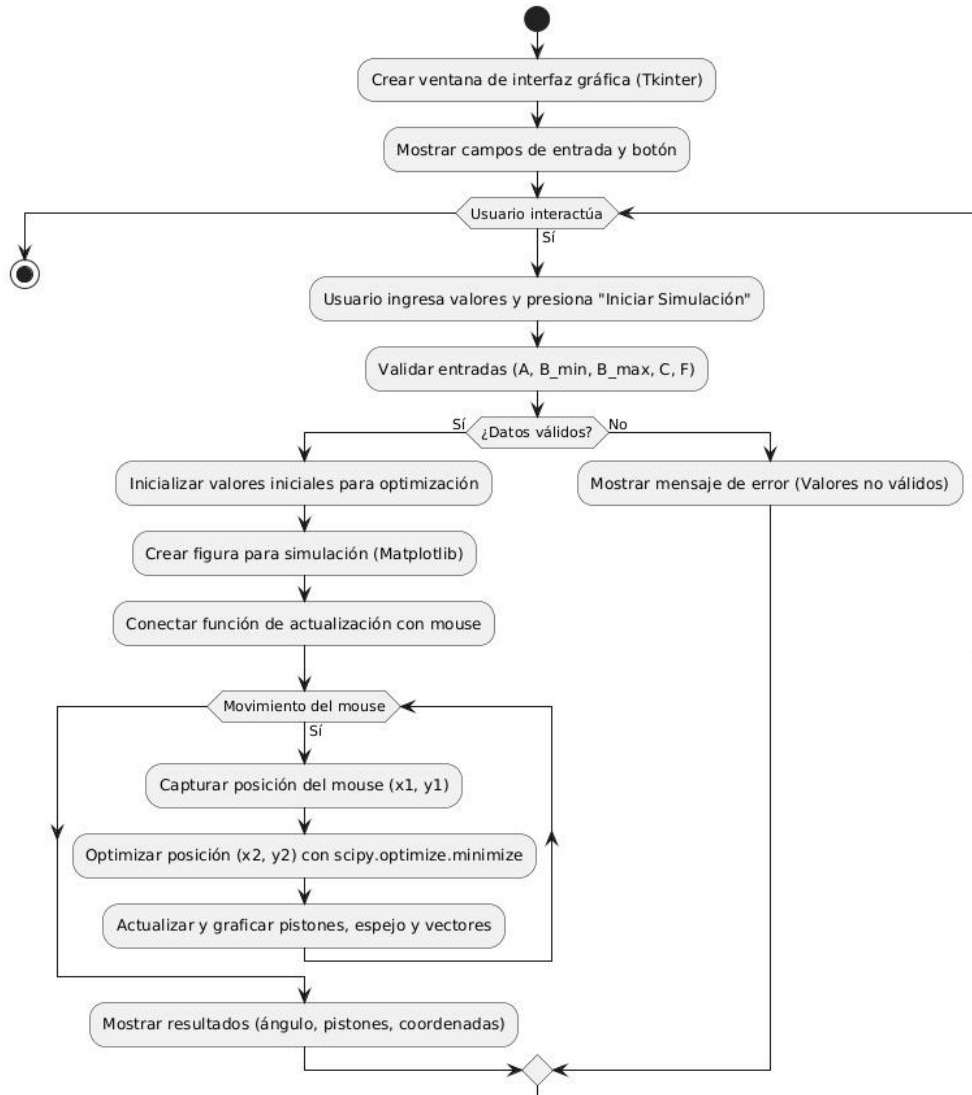 Crear ventana de interfaz gráfica (Tkinter)
Mostrar campos de entrada y botón
Usuario interactúa
Sí
Usuario ingresa valores y presiona "Iniciar Simulación"
Validar entradas (A, B_min, B_max, C, F)
Sí
¿Datos válidos?
No
Inicializar valores iniciales para optimización
Mostrar mensaje de error (Valores no válidos)
Crear figura para simulación (Matplotlib)
Conectar función de actualización con mouse
Movimiento del mouse
Sí
Capturar posición del mouse (x1, y1)
Optimizar posición (x2, y2) con scipy.optimize.minimize
Actualizar y graficar pistones, espejo y vectores
Mostrar resultados (ángulo, pistones, coordenadas)